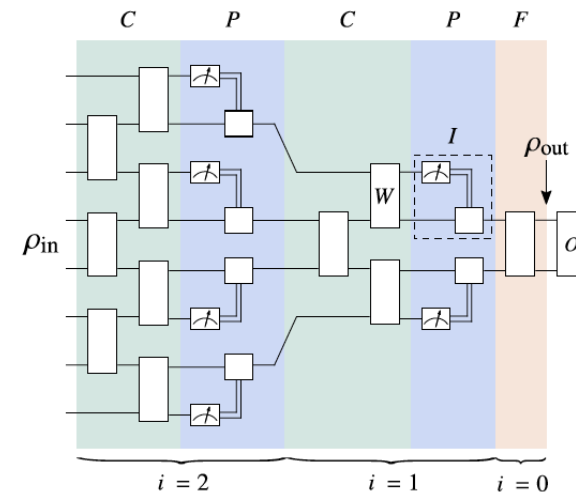 C P C P F
I
ρout
W
ρin
O
i = 2 i = 1 i = 0